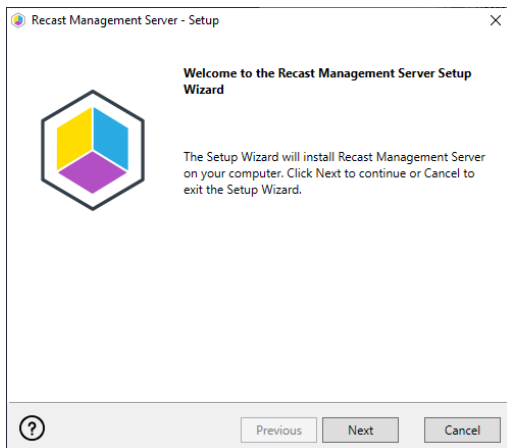 Recast Management Server - Setup
Welcome to the Recast Management Server Setup
Wizard
The Setup Wizard will install Recast Management Server
on your computer. Click Next to continue or Cancel to
exit the Setup Wizard.
?
Previous
Next
Cancel